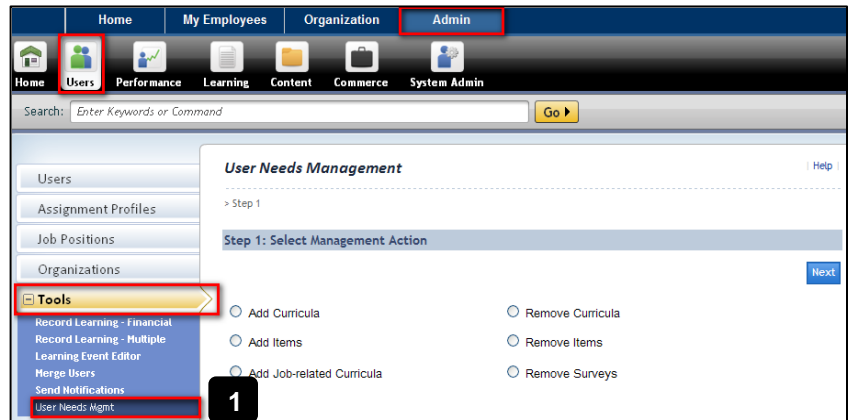 Home My Employees Organization Admin
Home Users Performance Learning Content Commerce System Admin
Search: Enter Keywords or Command Go
User Needs Management Help
Users
> Step 1
Assignment Profiles
Job Positions Step 1: Select Management Action
Organizations
Next
Tools
Add Curricula Remove Curricula
Record Learning - Financial
Record Learning - Multiple Add Items Remove Items
Learning Event Editor
Merge Users Add Job-related Curricula Remove Surveys
Send Notifications
User Needs Mgmt
1